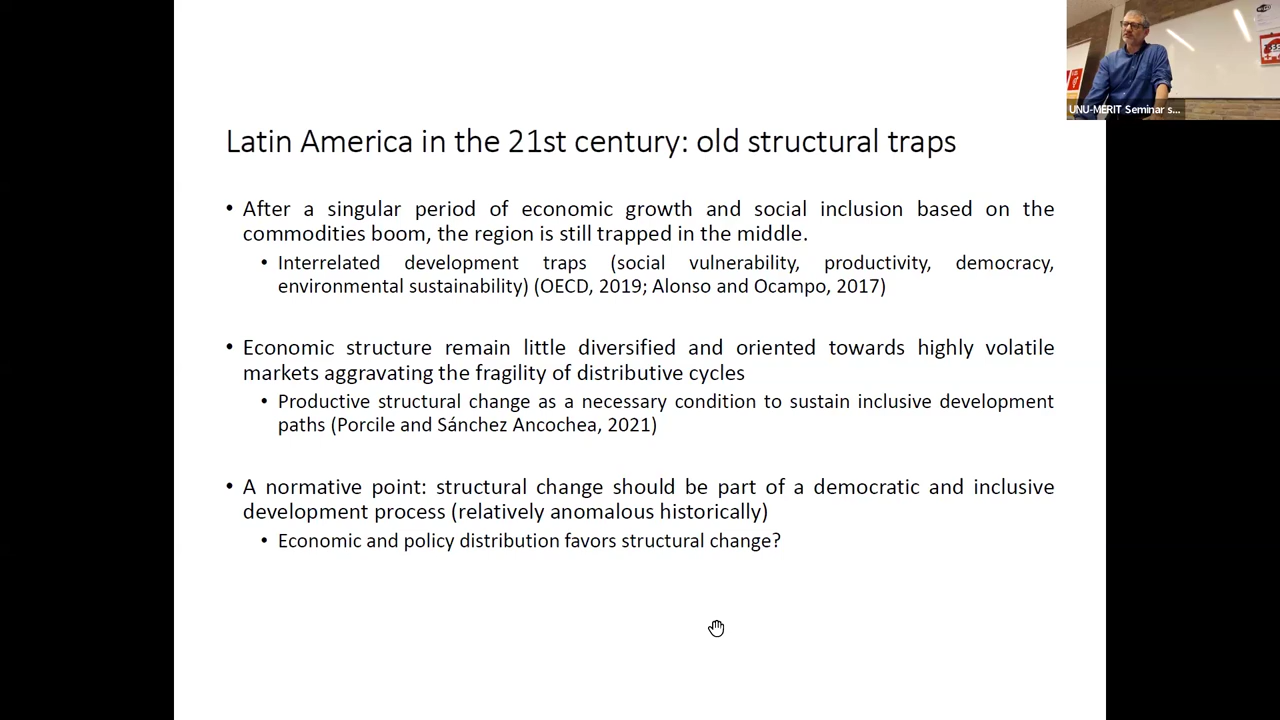 UNU-MERIT Seminar s...
Latin America in the 21st century: old structural traps
• After a singular period of economic growth and social inclusion based on the
commodities boom, the region is still trapped in the middle.
• Interrelated development traps (social vulnerability, productivity, democracy,
environmental sustainability) (OECD, 2019; Alonso and Ocampo, 2017)
• Economic structure remain little diversified and oriented towards highly volatile
markets aggravating the fragility of distributive cycles
• Productive structural change as a necessary condition to sustain inclusive development
paths (Porcile and Sánchez Ancochea, 2021)
• A normative point: structural change should be part of a democratic and inclusive
development process (relatively anomalous historically)
• Economic and policy distribution favors structural change?